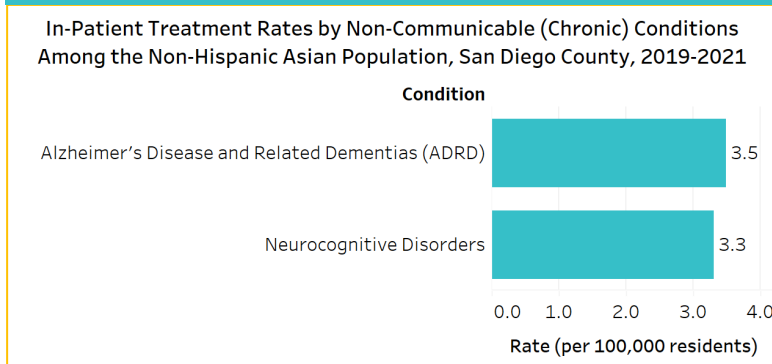 In-Patient Treatment Rates by Non-Communicable (Chronic) Conditions
Among the Non-Hispanic Asian Population, San Diego County, 2019-2021
Condition
Alzheimer's Disease and Related Dementias (ADRD) 3.5
Neurocognitive Disorders 3.3
0.0 1.0 2.0 3.0 4.0
Rate (per 100,000 residents)